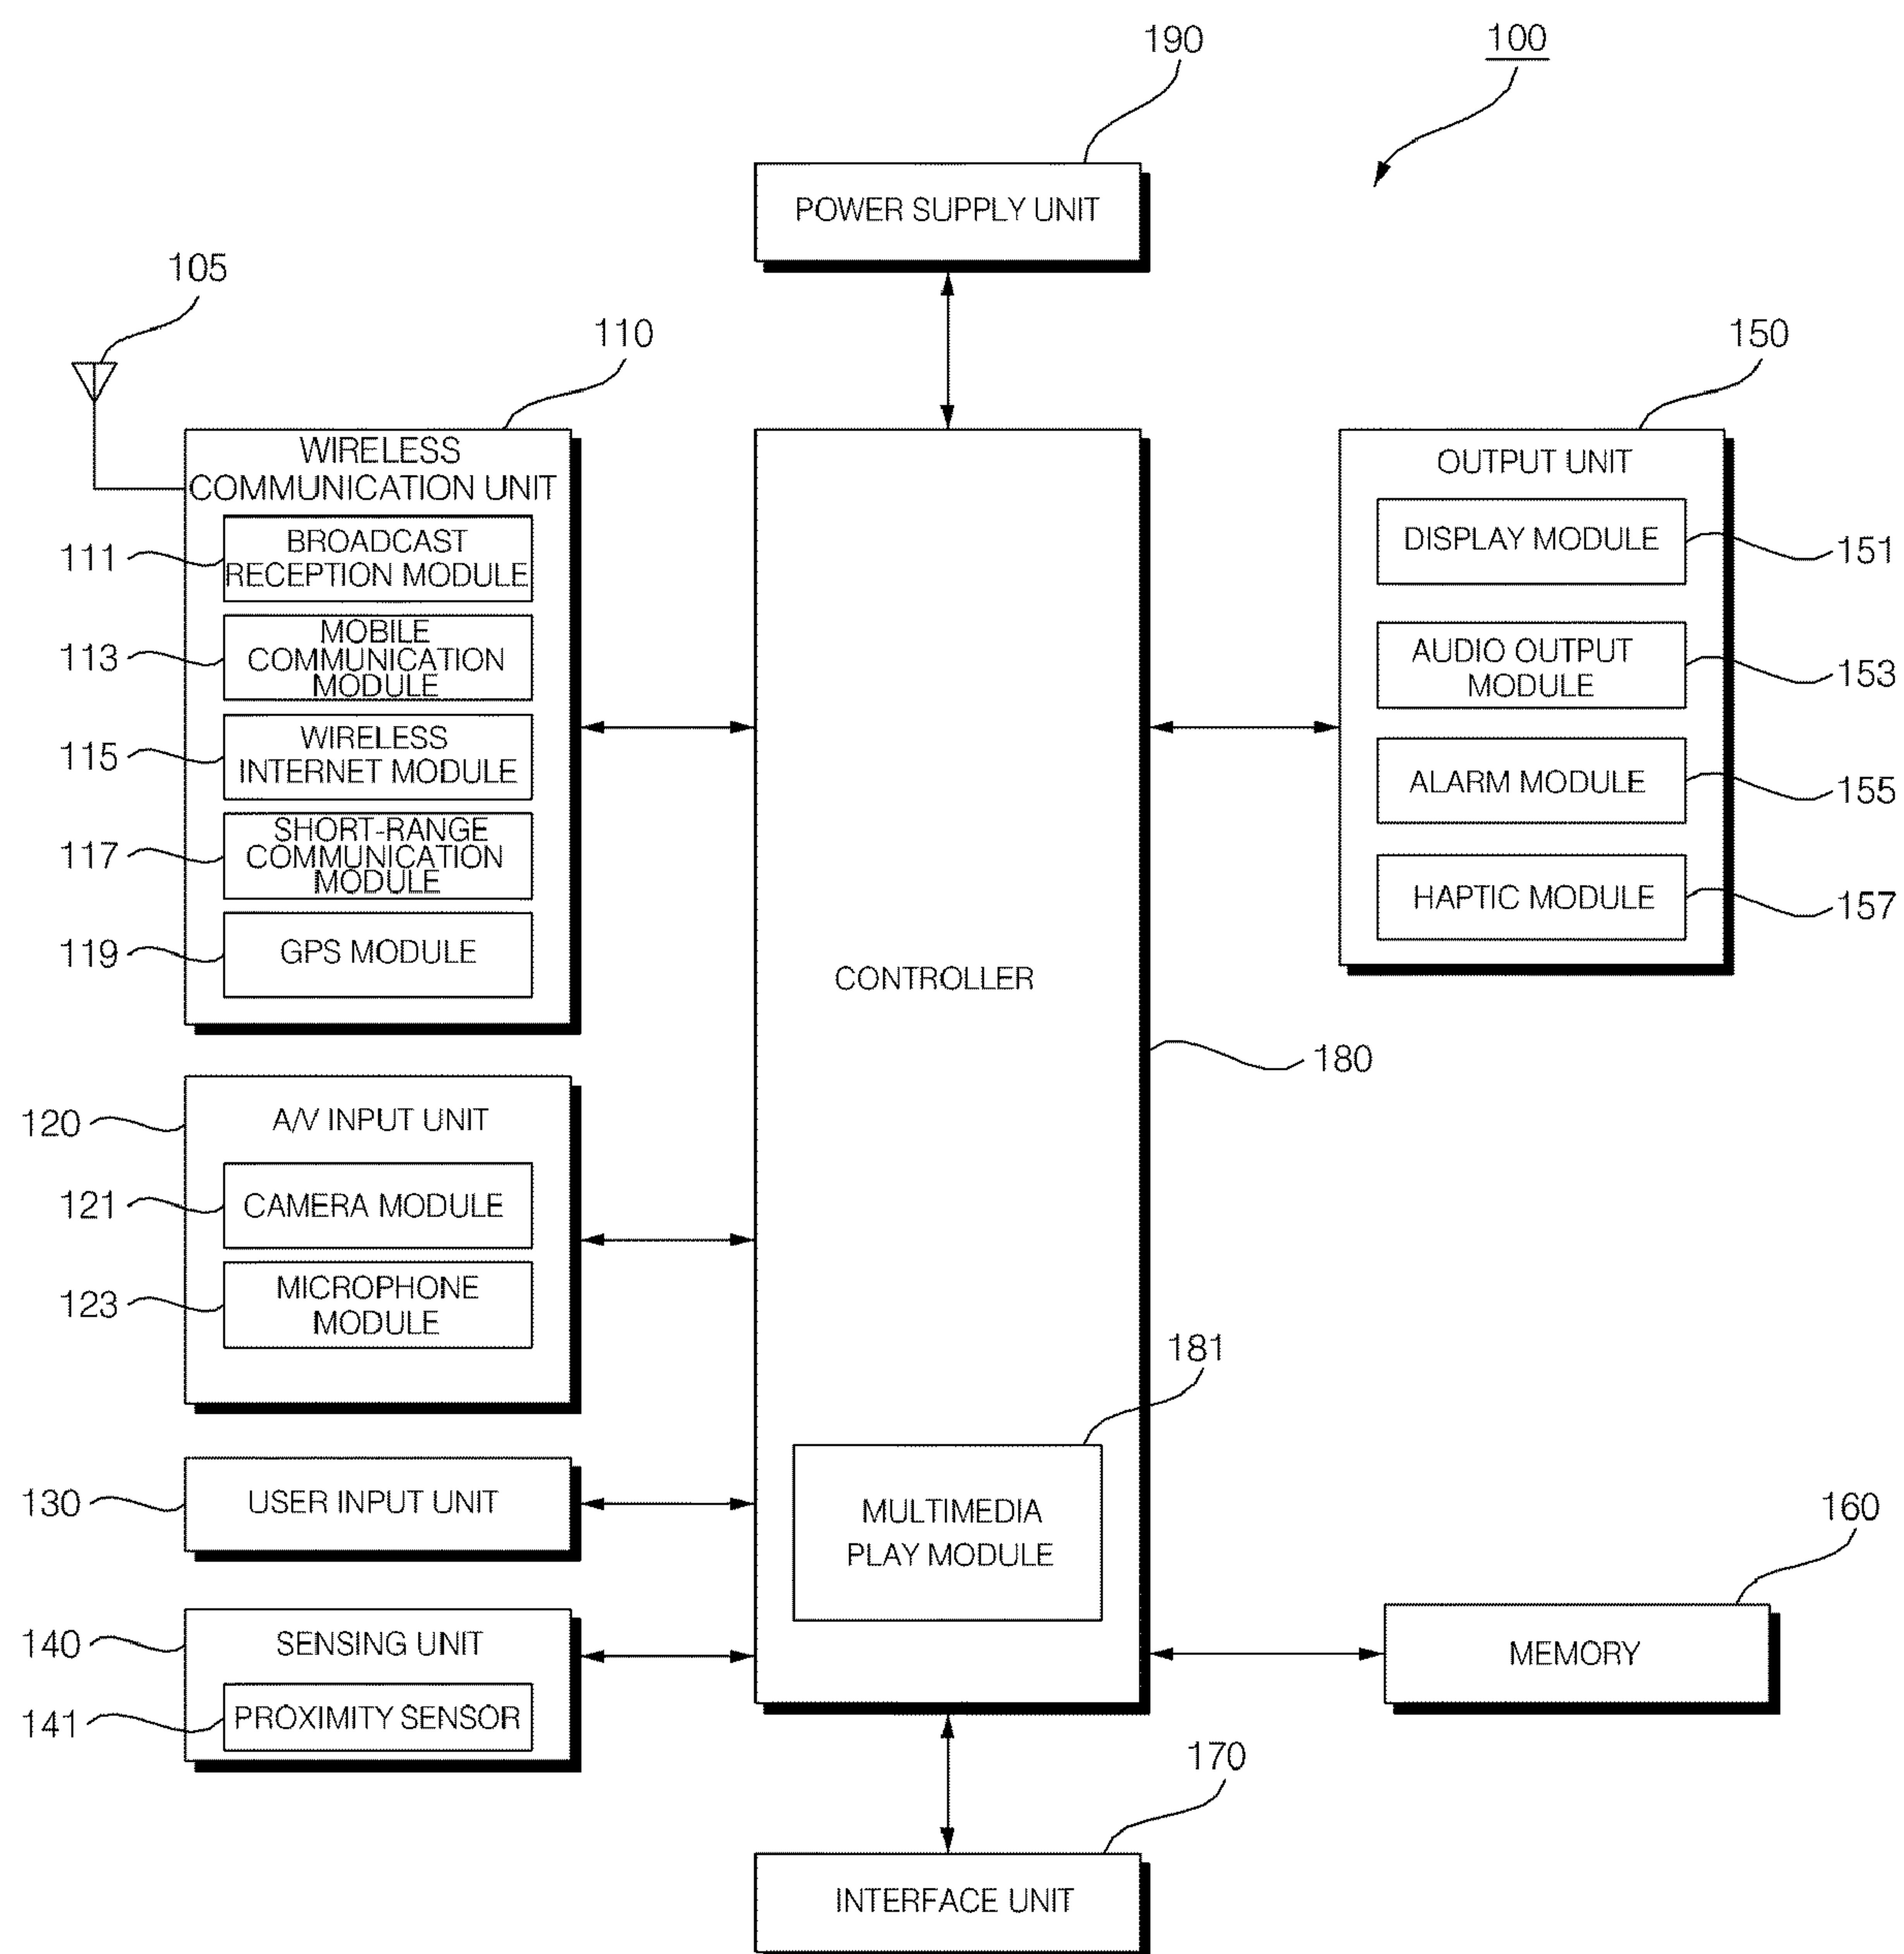 190
100
POWER SUPPLY UNIT
105
110
150
WIRELESS
COMMUNICATION UNIT
111
BROADCAST
RECEPTION MODULE
113
MOBILE
COMMUNICATION
MODULE
115
WIRELESS
INTERNET MODULE
117
SHORT-RANGE
COMMUNICATION
MODULE
119
GPS MODULE
120
A/V INPUT UNIT
121
CAMERA MODULE
123
MICROPHONE
MODULE
130
USER INPUT UNIT
140
SENSING UNIT
141
PROXIMITY SENSOR
CONTROLLER
180
181
MULTIMEDIA
PLAY MODULE
OUTPUT UNIT
DISPLAY MODULE
151
AUDIO OUTPUT
MODULE
153
ALARM MODULE
155
HAPTIC MODULE
157
160
MEMORY
170
INTERFACE UNIT